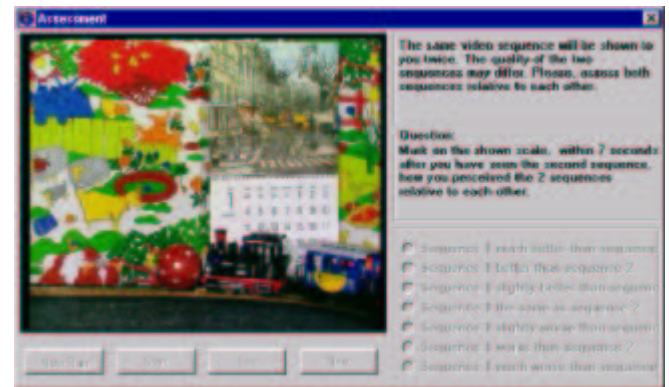 Assessment
The same video sequence will be shown to
you twice. The quality of the two
sequences may differ. Please, assess both
sequences relative to each other.
Question:
Mark on the shown scale, within 7 seconds
after you have seen the second sequence,
how you perceived the 2 sequences
relative to each other.
Sequence 1 much better than sequence
Sequence 1 better than sequence 2
Sequence 1 slightly better than sequenc
Sequence 1 the same as sequence 2
Sequence 1 slightly worse than sequenc
Sequence 1 worse than sequence 2
Sequence 1 much worse than sequence